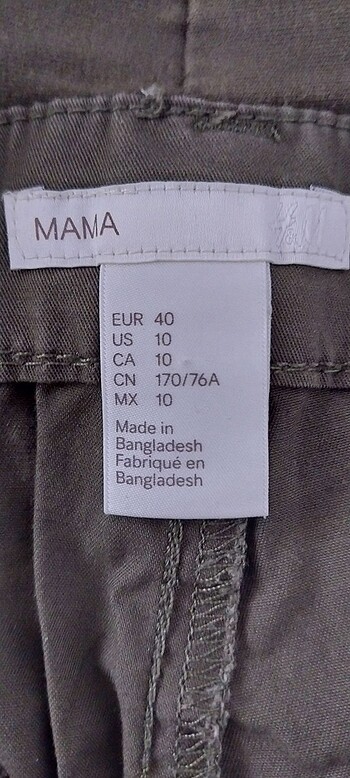 MAMA
EUR 40
US 10
CA 10
CN 170/76A
MX 10
Made in
Bangladesh
Fabriqué en
Bangladesh